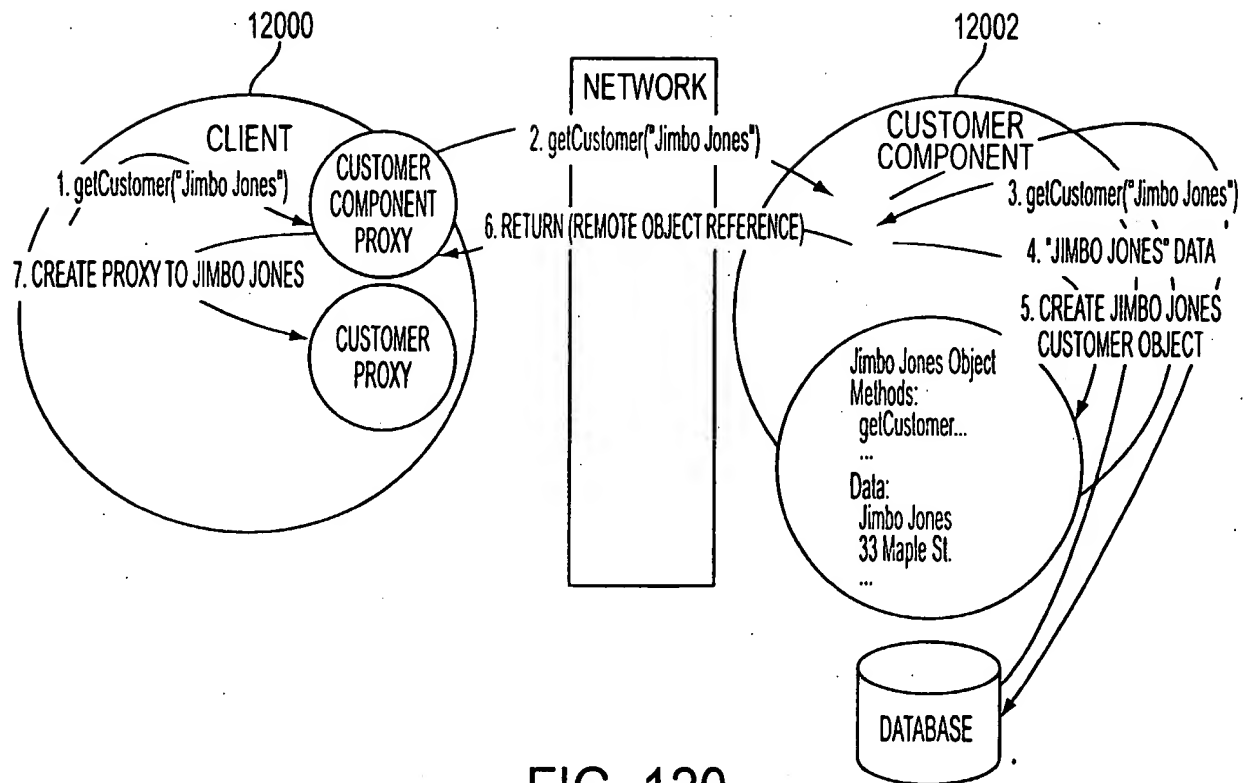 12000
12002
CLIENT
1. getCustomer("Jimbo Jones")
CUSTOMER
COMPONENT
PROXY
7. CREATE PROXY TO JIMBO JONES
CUSTOMER
PROXY
NETWORK
2. getCustomer("Jimbo Jones")
6. RETURN (REMOTE OBJECT REFERENCE)
CUSTOMER
COMPONENT
3. getCustomer("Jimbo Jones")
4. "JIMBO JONES" DATA
5. CREATE JIMBO JONES
CUSTOMER OBJECT
Jimbo Jones Object
Methods:
getCustomer...
...
Data:
Jimbo Jones
33 Maple St.
...
DATABASE
FIG. 120